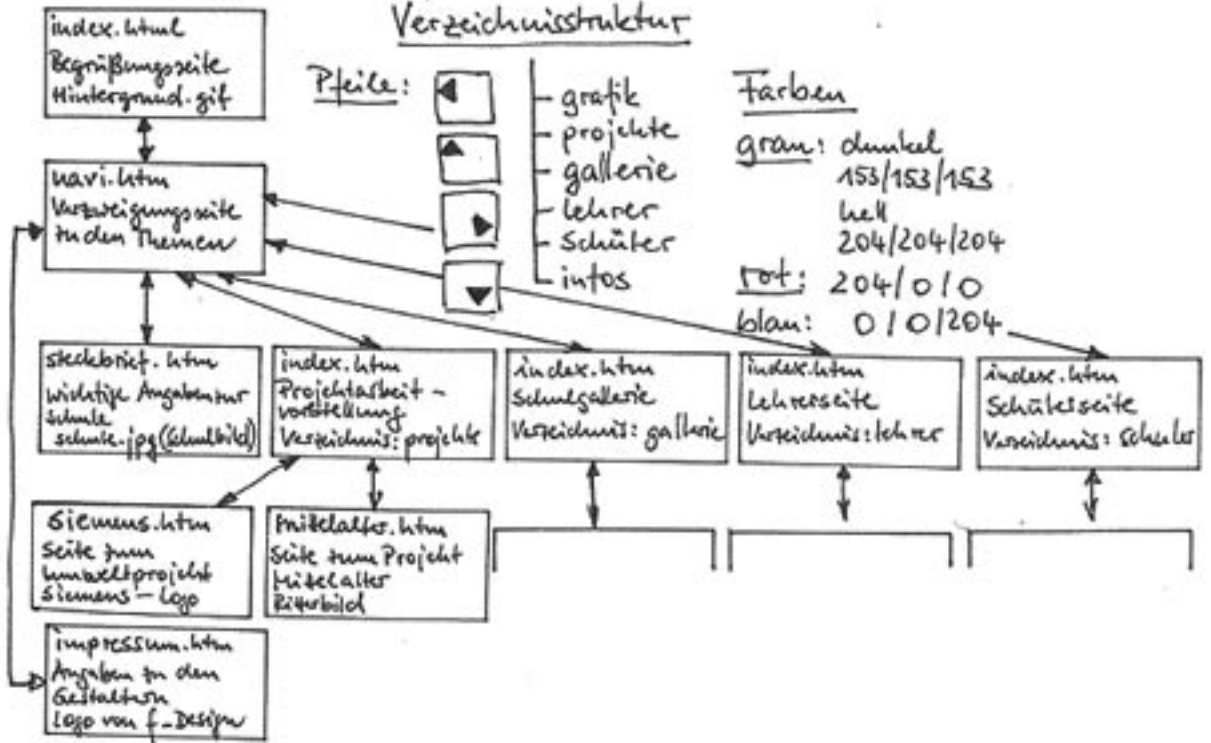 Verzeichnisstruktur
index.html
Begrüßungsseite
Hintergrund.gif
Pfeile:
grafik
projekte
gallerie
lehrer
Schüler
infos
Farben
grau: dunkel
153/153/153
hell
204/204/204
rot: 204/0/0
blau: 0/0/204
navi.htm
Verzweigungsseite
zu den Themen
steckbrief.htm
wichtige Angaben zur
Schule
schule.jpg (Schulbild)
index.htm
Projektarbeit -
vorstellung
Verzeichnis: projekte
index.htm
Schulgallerie
Verzeichnis: gallerie
index.htm
Lehrerseite
Verzeichnis: lehrer
index.htm
Schülerseite
Verzeichnis: schuler
siemens.htm
Seite zum
Umweltprojekt
Siemens - Logo
mittelalter.htm
Seite zum Projekt
Mittelalter
Ritterbild
impressum.htm
Angaben zu den
Gestaltern
Logo von f_Design